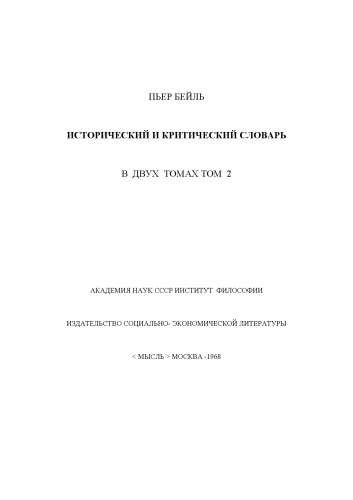 ПЬЕР БЕЙЛЬ
ИСТОРИЧЕСКИЙ И КРИТИЧЕСКИЙ СЛОВАРЬ
В ДВУХ ТОМАХ ТОМ 2
АКАДЕМИЯ НАУК СССР ИНСТИТУТ ФИЛОСОФИИ
ИЗДАТЕЛЬСТВО СОЦИАЛЬНО- ЭКОНОМИЧЕСКОЙ ЛИТЕРАТУРЫ
< МЫСЛЬ > МОСКВА -1968